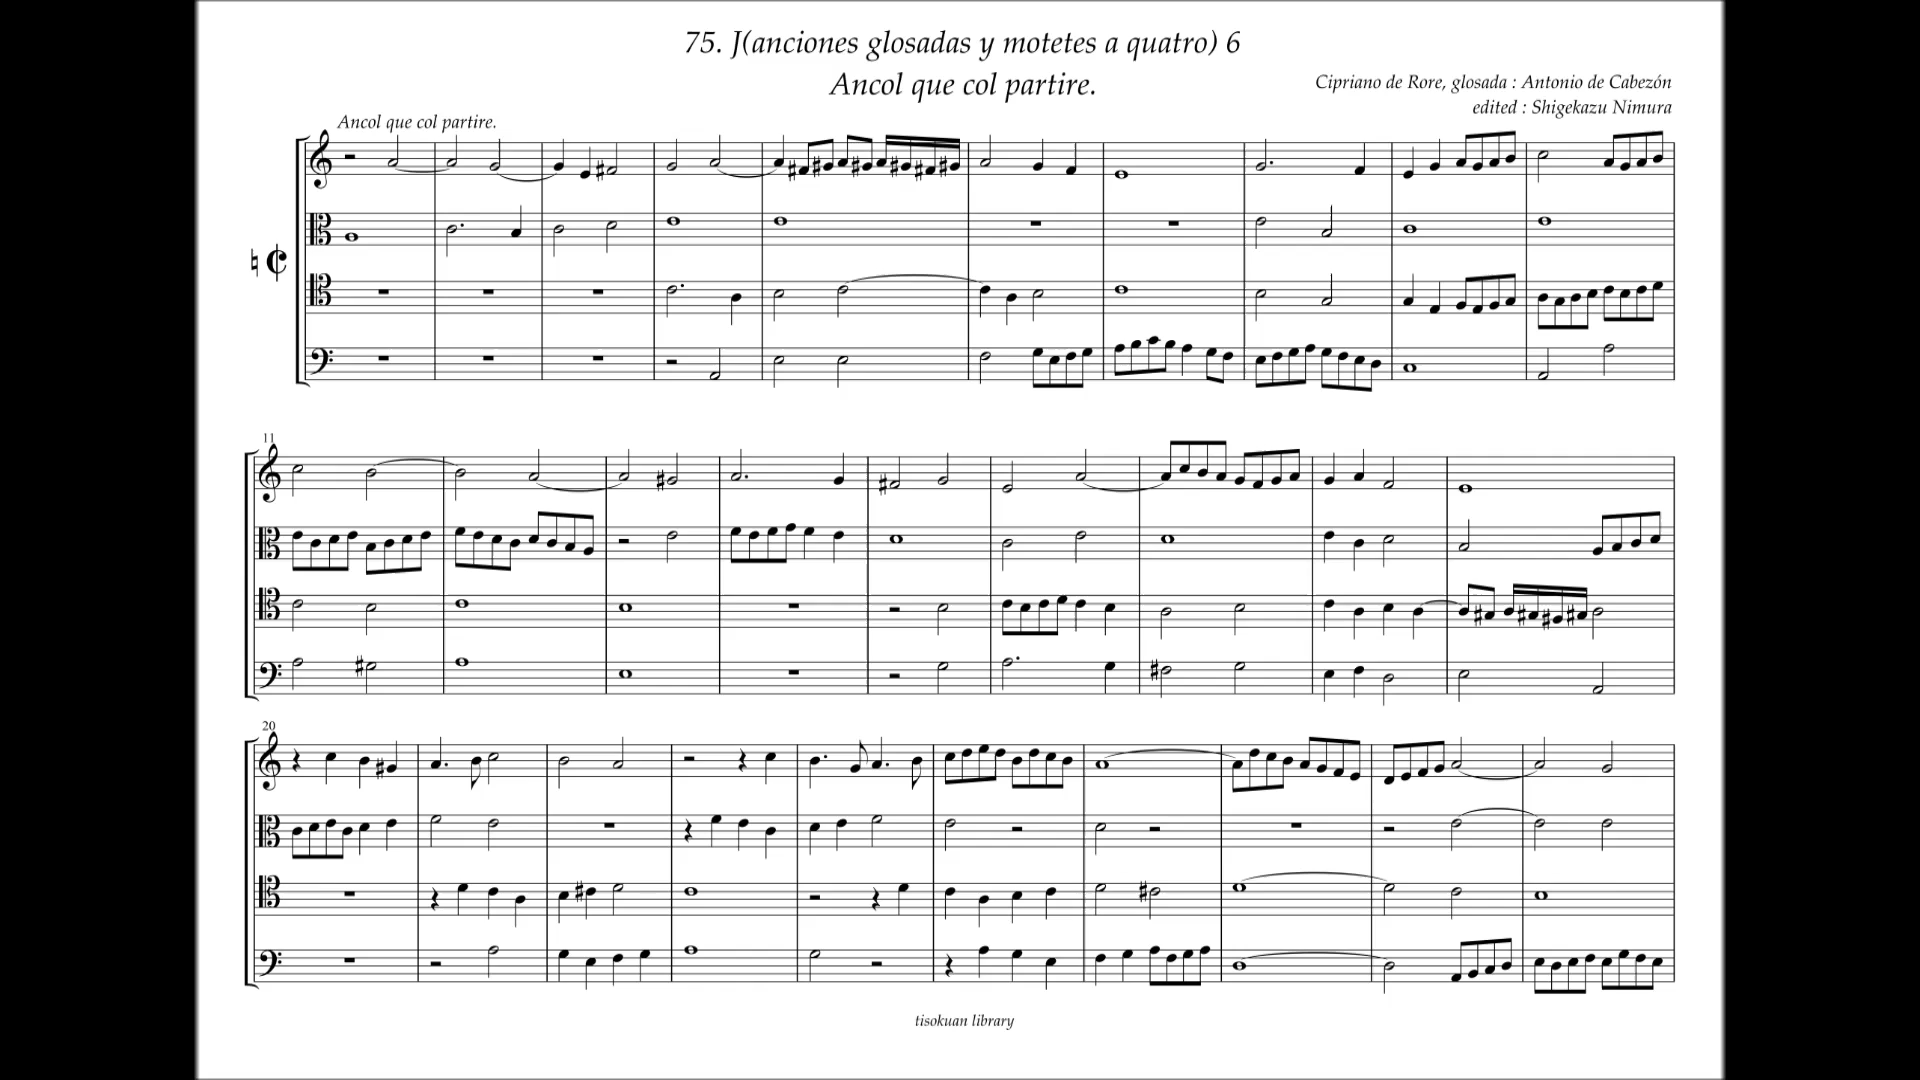 75. J(anciones glosadas y motetes a quatro) 6
Ancol que col partire.
Cipriano de Rore, glosada : Antonio de Cabezón
edited : Shigekazu Nimura
Ancol que col partire.
11
20
tisokuan library